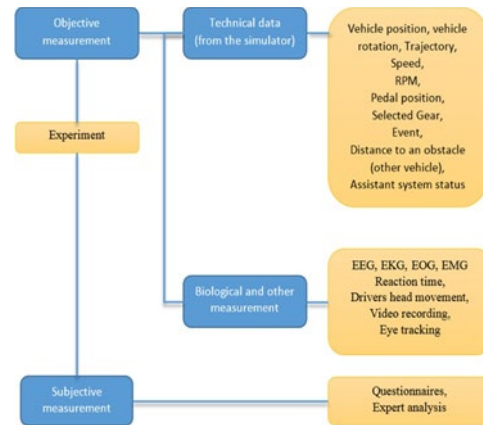 Objective
measurement
Technical data
(from the simulator)
Vehicle position, vehicle
rotation, Trajectory,
Speed,
RPM,
Pedal position,
Selected Gear,
Event,
Distance to an obstacle
(other vehicle),
Assistant system status
Experiment
Biological and other
measurement
EEG, EKG, EOG, EMG
Reaction time,
Drivers head movement,
Video recording,
Eye tracking
Subjective
measurement
Questionnaires,
Expert analysis